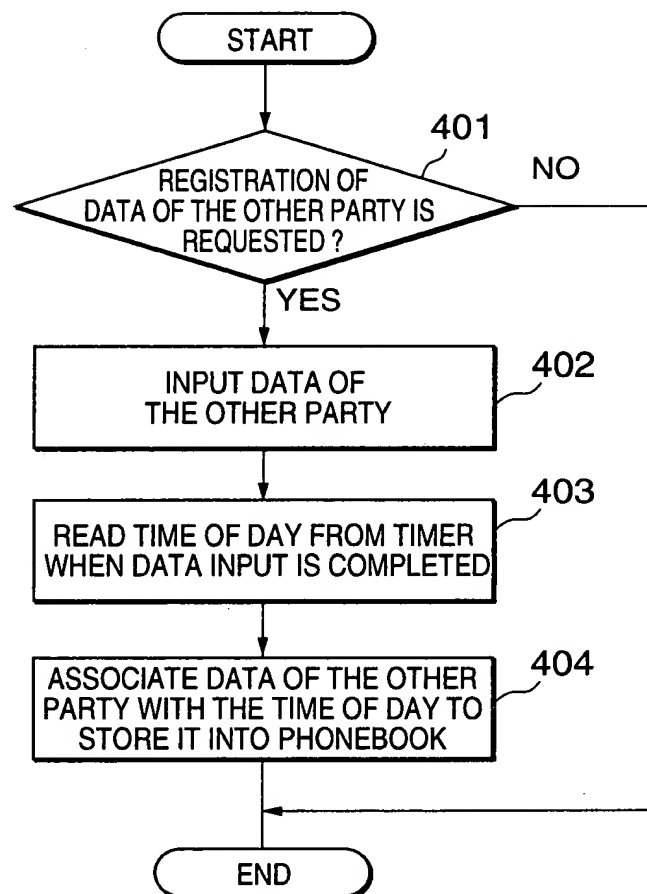 START
401
REGISTRATION OF
DATA OF THE OTHER PARTY IS
REQUESTED ?
NO
YES
INPUT DATA OF
THE OTHER PARTY
402
READ TIME OF DAY FROM TIMER
WHEN DATA INPUT IS COMPLETED
403
ASSOCIATE DATA OF THE OTHER
PARTY WITH THE TIME OF DAY TO
STORE IT INTO PHONEBOOK
404
END